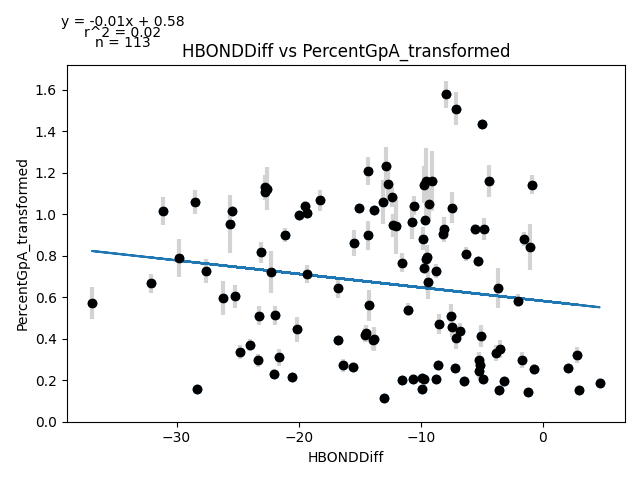 y = -0.01x + 0.58
r^2 = 0.02
n = 113
HBONDDiff vs PercentGpA_transformed
PercentGpA_transformed
1.6
1.4
1.2
1.0
0.8
0.6
0.4
0.2
0.0
−30 −20 −10 0
HBONDDiff